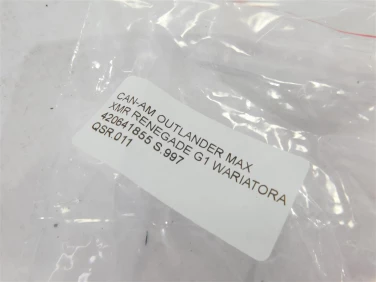 CAN-AM OUTLANDER MAX
XMR RENEGADE G1 WARIATORA
420641855 S.997
QSR 011